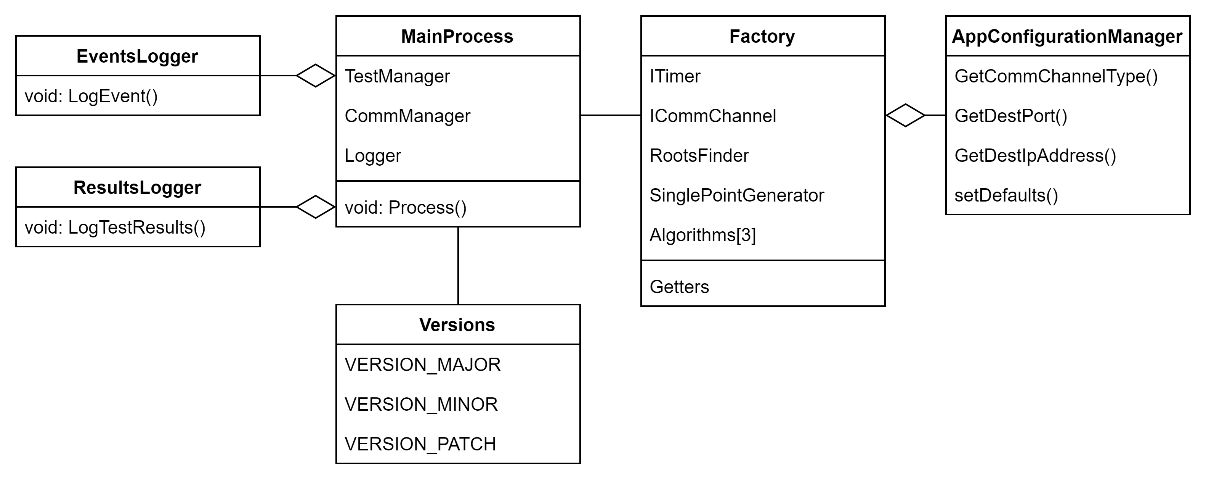 EventsLogger
void: LogEvent()
ResultsLogger
void: LogTestResults()
MainProcess
TestManager
CommManager
Logger
void: Process()
Versions
VERSION_MAJOR
VERSION_MINOR
VERSION_PATCH
Factory
ITimer
ICommChannel
RootsFinder
SinglePointGenerator
Algorithms[3]
Getters
AppConfigurationManager
GetCommChannelType()
GetDestPort()
GetDestIpAddress()
setDefaults()